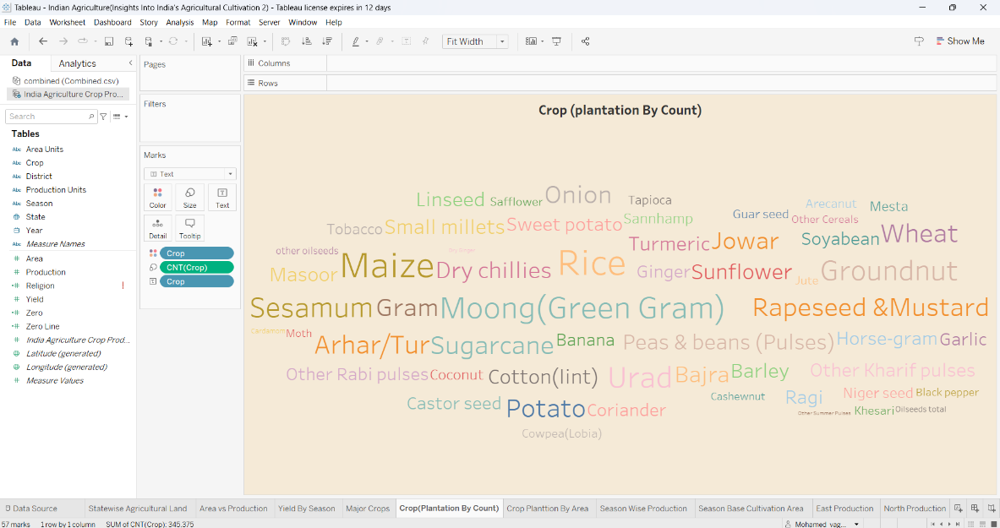 Tableau - Indian Agriculture(Insights Into India's Agricultural Cultivation 2) - Tableau license expires in 12 days
File Data Worksheet Dashboard Story Analysis Map Format Server Window Help
Fit Width
Show Me
Data Analytics
combined (Combined.csv)
India Agriculture Crop Pro...
Search
Tables
Abc Area Units
Abc Crop
Abc District
Abc Production Units
Abc Season
State
Year
Abc Measure Names
Area
Production
Religion
Yield
Zero
Zero Line
India Agriculture Crop Prod...
Latitude (generated)
Longitude (generated)
Measure Values
Pages
Filters
Marks
Text
Color Size Text
Detail Tooltip
Crop
CNT(Crop)
Crop
Columns
Rows
Crop (plantation By Count)
Linseed Safflower Onion Tapioca Guar seed Arecanut Mesta
Tobacco Small millets Sweet potato Sannhamp Other Cereals
other oilseeds Dry Ginger Turmeric Jowar Soyabean Wheat
Masoor Maize Dry chillies Rice Ginger Sunflower Jute Groundnut
Sesamum Gram Moong(Green Gram) Rapeseed &Mustard
Cardamom Moth Arhar/Tur Sugarcane Banana Peas & beans (Pulses) Horse-gram Garlic
Other Rabi pulses Coconut Cotton(lint) Urad Bajra Barley Other Kharif pulses
Castor seed Potato Coriander Cashewnut Ragi Niger seed Black pepper
Other Summer Pulses Khesari Oilseeds total
Cowpea(Lobia)
Data Source Statewise Agricultural Land Area vs Production Yield By Season Major Crops Crop(Plantation By Count) Crop Planttion By Area Season Wise Production Season Base Cultivation Area East Production North Production
57 marks 1 row by 1 column SUM of CNT(Crop): 345,375 Mohamed vag...